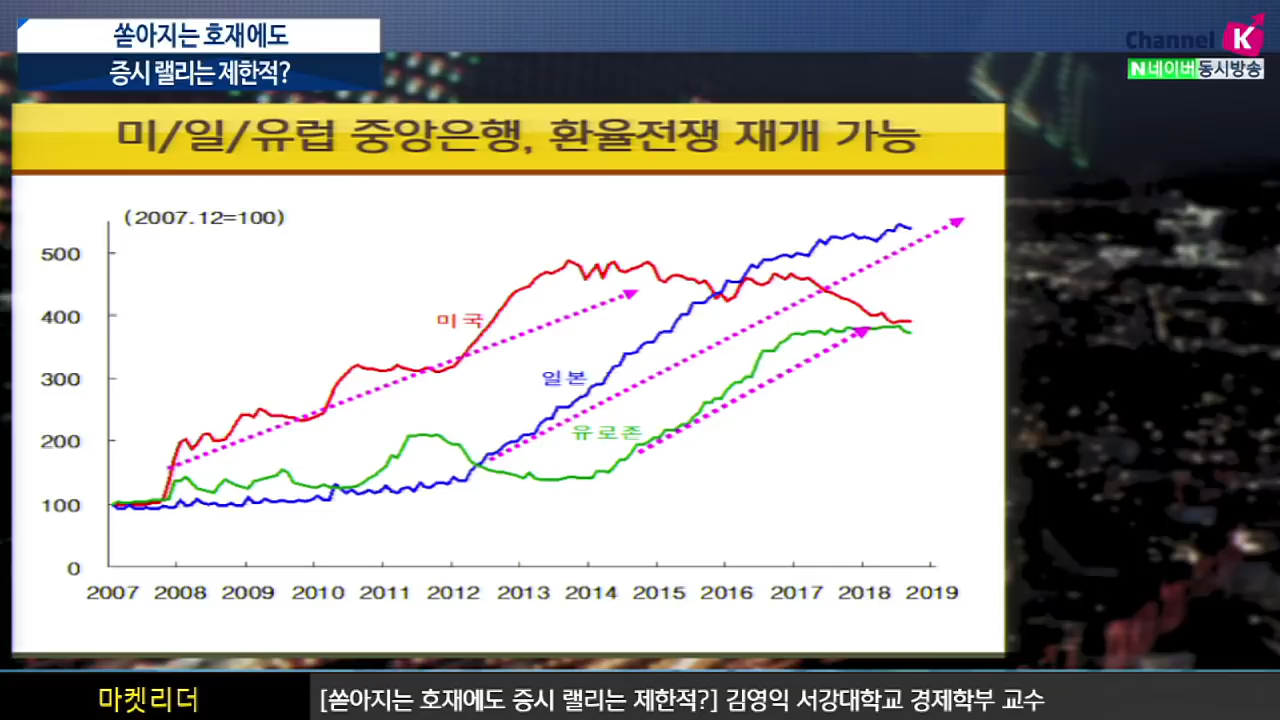 쏟아지는 호재에도
증시 랠리는 제한적?
Channel K
N 네이버 동시방송
미/일/유럽 중앙은행, 환율전쟁 재개 가능
(2007.12=100)
500
400
300
200
100
0
미국
일본
유로존
2007 2008 2009 2010 2011 2012 2013 2014 2015 2016 2017 2018 2019
마켓리더
[쏟아지는 호재에도 증시 랠리는 제한적?] 김영익 서강대학교 경제학부 교수